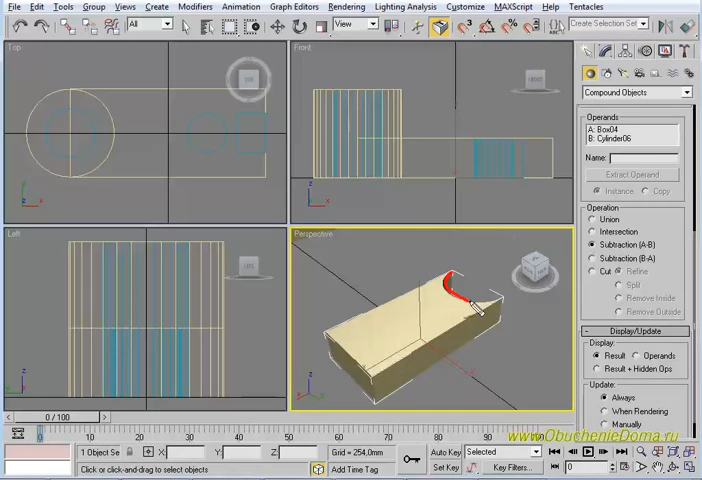 File Edit Tools Group Views Create Modifiers Animation Graph Editors Rendering Lighting Analysis Customize MAXScript Help Tentacles
All View Create Selection Set
Top
Front
Left
Perspective
Compound Objects
Operands
A: Box04
B: Cylinder06
Name:
Extract Operand
Instance Copy
Operation
Union
Intersection
Subtraction (A-B)
Subtraction (B-A)
Cut Refine
Split
Remove Inside
Remove Outside
Display/Update
Display:
Result Operands
Result + Hidden Ops
Update:
Always
When Rendering
Manually
0 / 100
0 10 20 30 40 50 60 70 80 90 100
www.ObuchenieDoma.ru
1 Object Se X: Y: Z: Grid = 254,0mm Auto Key Selected
Click or click-and-drag to select objects Add Time Tag Set Key Key Filters... 0